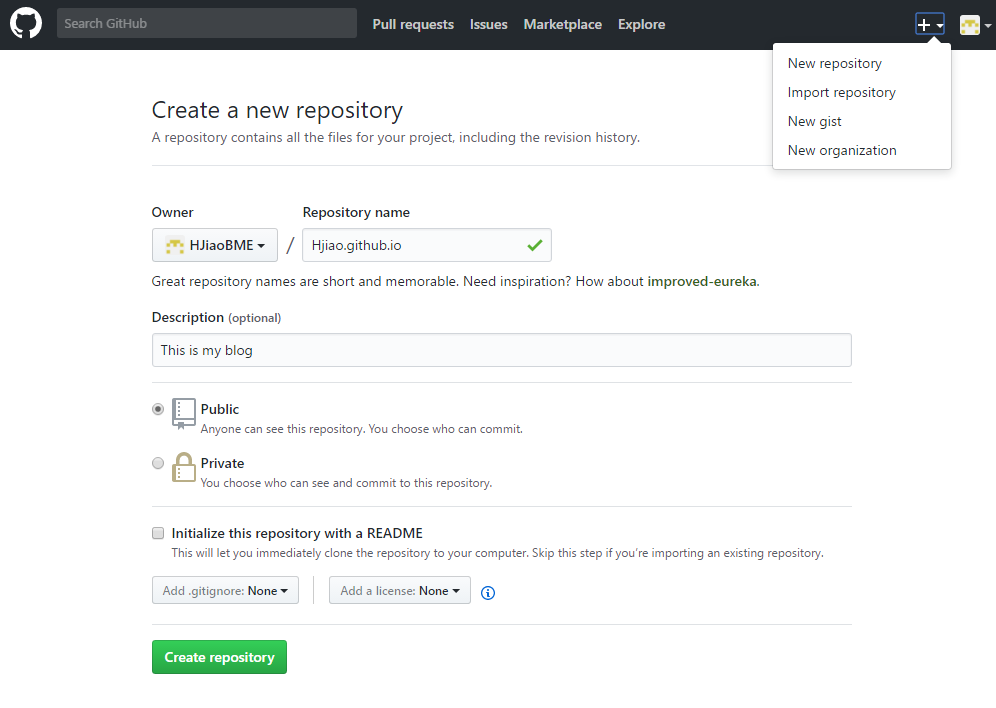 Search GitHub Pull requests Issues Marketplace Explore
New repository
Import repository
New gist
New organization
Create a new repository
A repository contains all the files for your project, including the revision history.
Owner Repository name
HJiaoBME / Hjiao.github.io
Great repository names are short and memorable. Need inspiration? How about improved-eureka.
Description (optional)
This is my blog
Public
Anyone can see this repository. You choose who can commit.
Private
You choose who can see and commit to this repository.
Initialize this repository with a README
This will let you immediately clone the repository to your computer. Skip this step if you're importing an existing repository.
Add .gitignore: None Add a license: None
Create repository